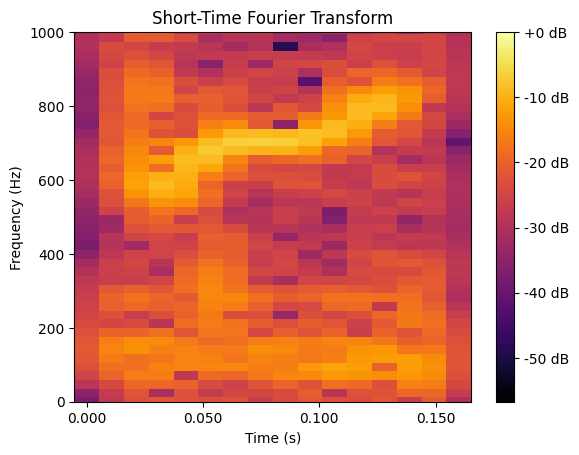 Short-Time Fourier Transform
1000
800
600
400
200
0
Frequency (Hz)
0.000
0.050
0.100
0.150
Time (s)
+0 dB
-10 dB
-20 dB
-30 dB
-40 dB
-50 dB